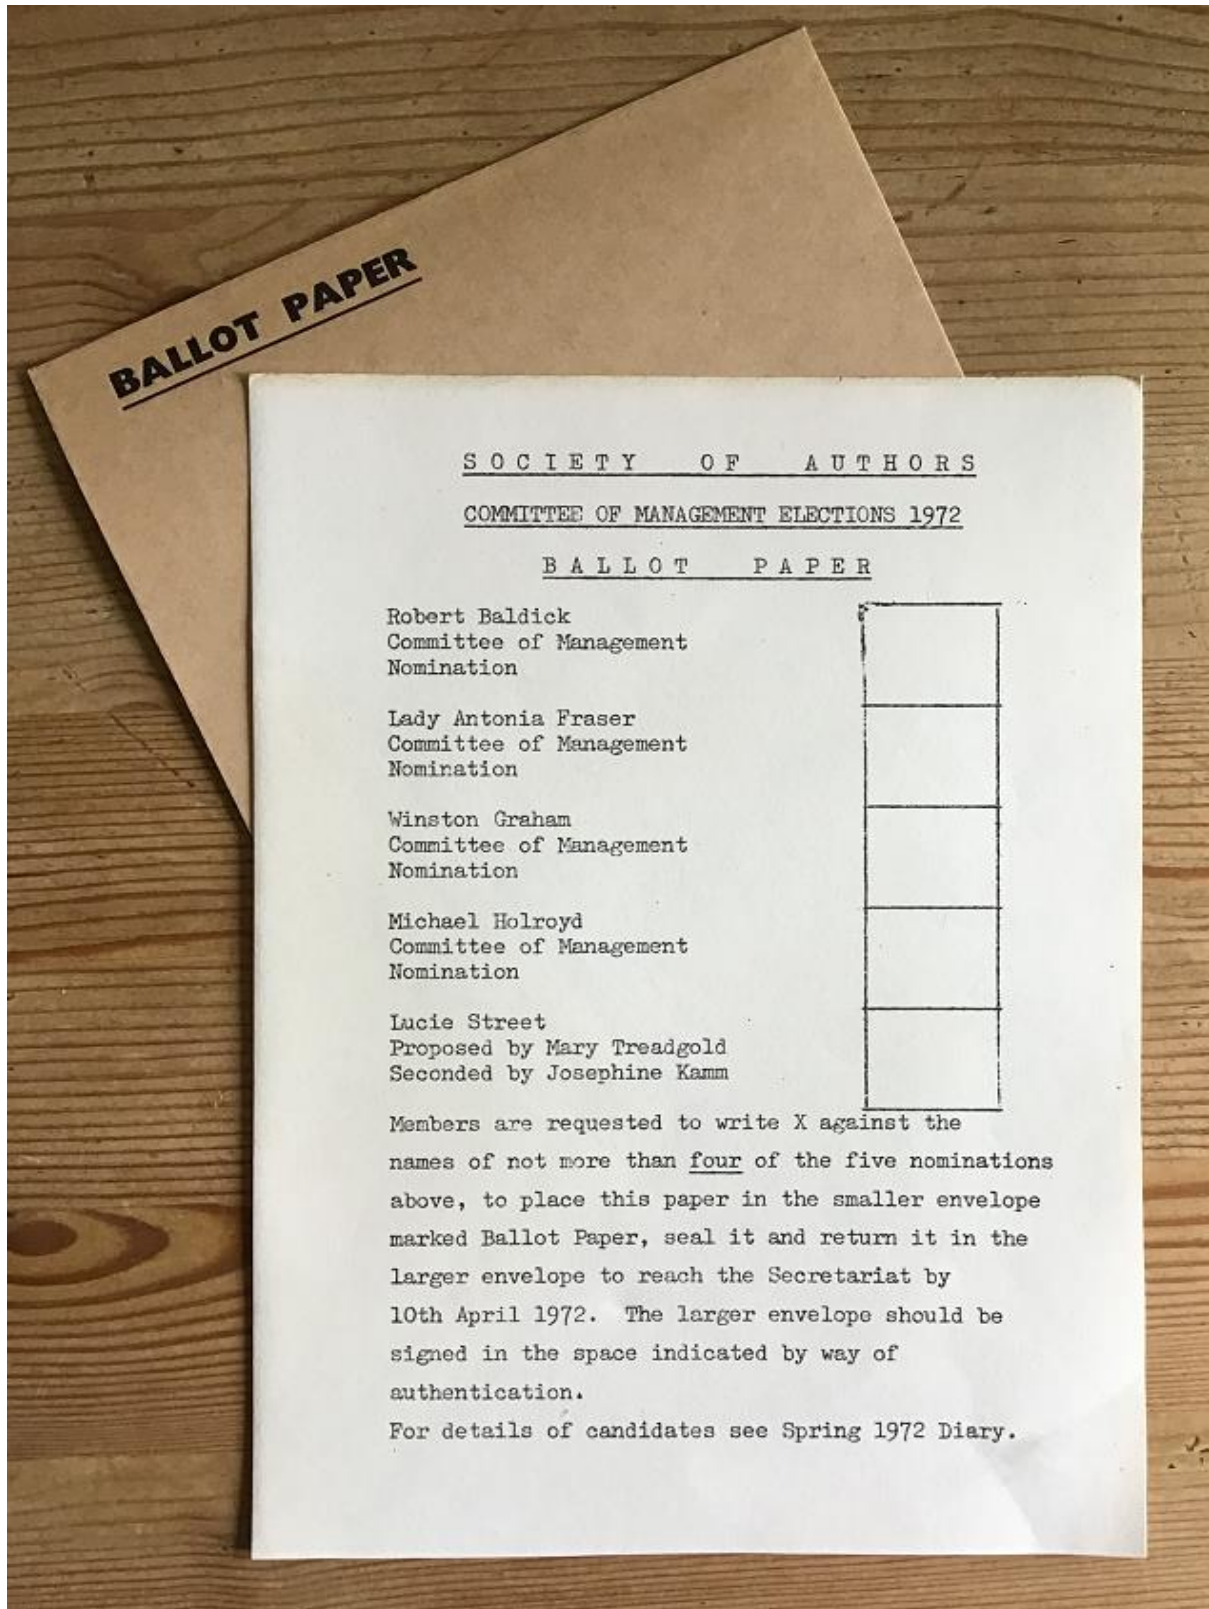 BALLOT PAPER
SOCIETY OF AUTHORS
COMMITTEE OF MANAGEMENT ELECTIONS 1972
BALLOT PAPER
Robert Baldick
Committee of Management
Nomination
Lady Antonia Fraser
Committee of Management
Nomination
Winston Graham
Committee of Management
Nomination
Michael Holroyd
Committee of Management
Nomination
Lucie Street
Proposed by Mary Treadgold
Seconded by Josephine Kamm
Members are requested to write X against the
names of not more than four of the five nominations
above, to place this paper in the smaller envelope
marked Ballot Paper, seal it and return it in the
larger envelope to reach the Secretariat by
10th April 1972. The larger envelope should be
signed in the space indicated by way of
authentication.
For details of candidates see Spring 1972 Diary.